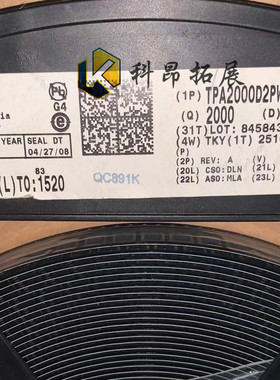 科昂拓展
Pb
G4
e
(1P) TPA2000D2PW
(Q) 2000 (D)
(31T) LOT: 845843
(4W) TKY(1T) 251
(P)
(2P) REV: A (V)
(20L) CSO:DLN (21L)
(22L) ASO:MLA (23L)
YEAR SEAL DT
04/27/08
83
(L)TO:1520
QC891K